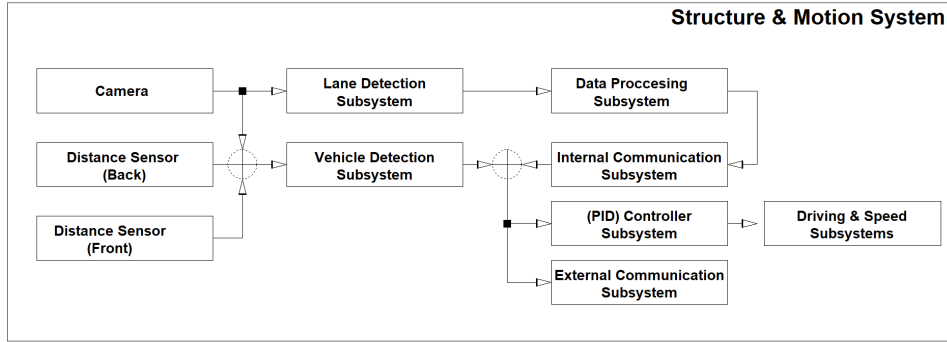 Structure & Motion System
Camera
Lane Detection
Subsystem
Data Proccesing
Subsystem
Distance Sensor
(Back)
Vehicle Detection
Subsystem
Internal Communication
Subsystem
Distance Sensor
(Front)
(PID) Controller
Subsystem
Driving & Speed
Subsystems
External Communication
Subsystem